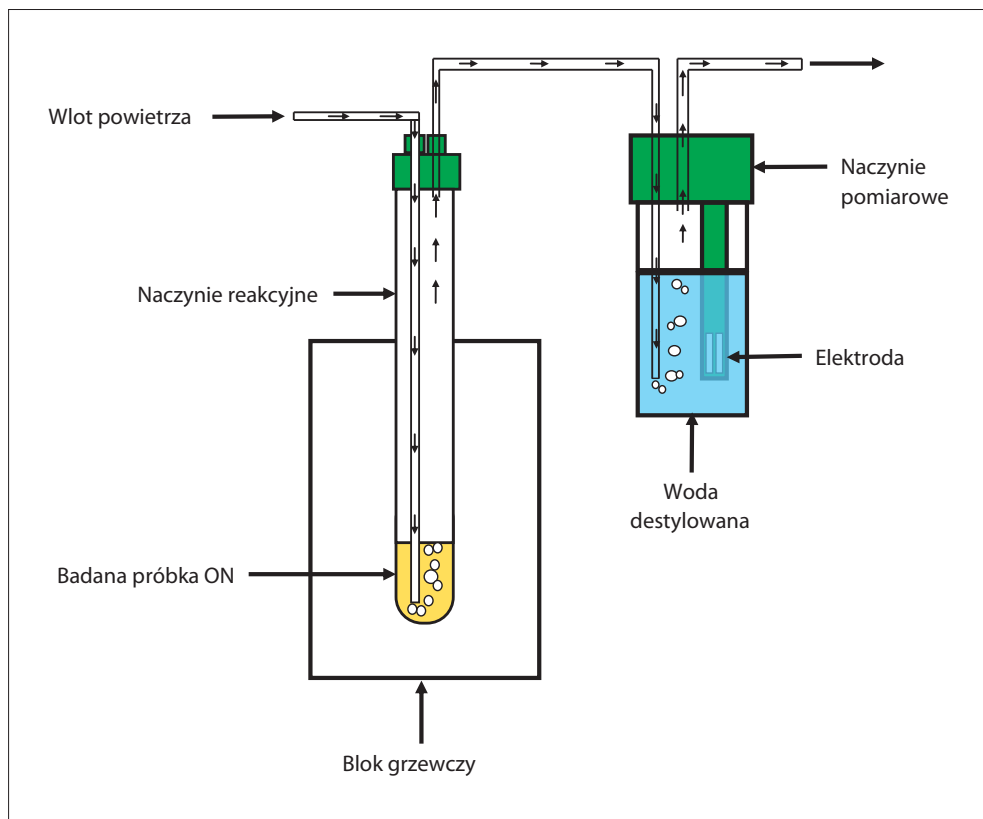 Wlot powietrza
Naczynie
pomiarowe
Naczynie reakcyjne
Elektroda
Woda
destylowana
Badana próbka ON
Blok grzewczy